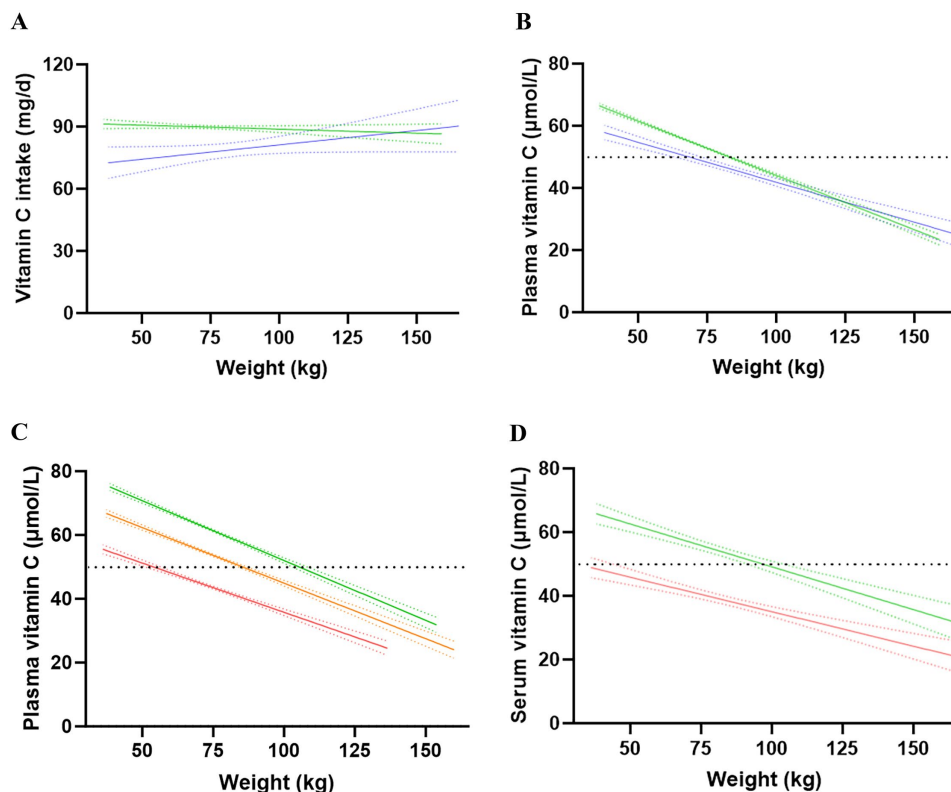 A
Vitamin C intake (mg/d)
120
90
60
30
0
50 75 100 125 150
Weight (kg)
B
Plasma vitamin C (µmol/L)
80
60
40
20
0
50 75 100 125 150
Weight (kg)
C
Plasma vitamin C (µmol/L)
80
60
40
20
0
50 75 100 125 150
Weight (kg)
D
Serum vitamin C (µmol/L)
80
60
40
20
0
50 75 100 125 150
Weight (kg)